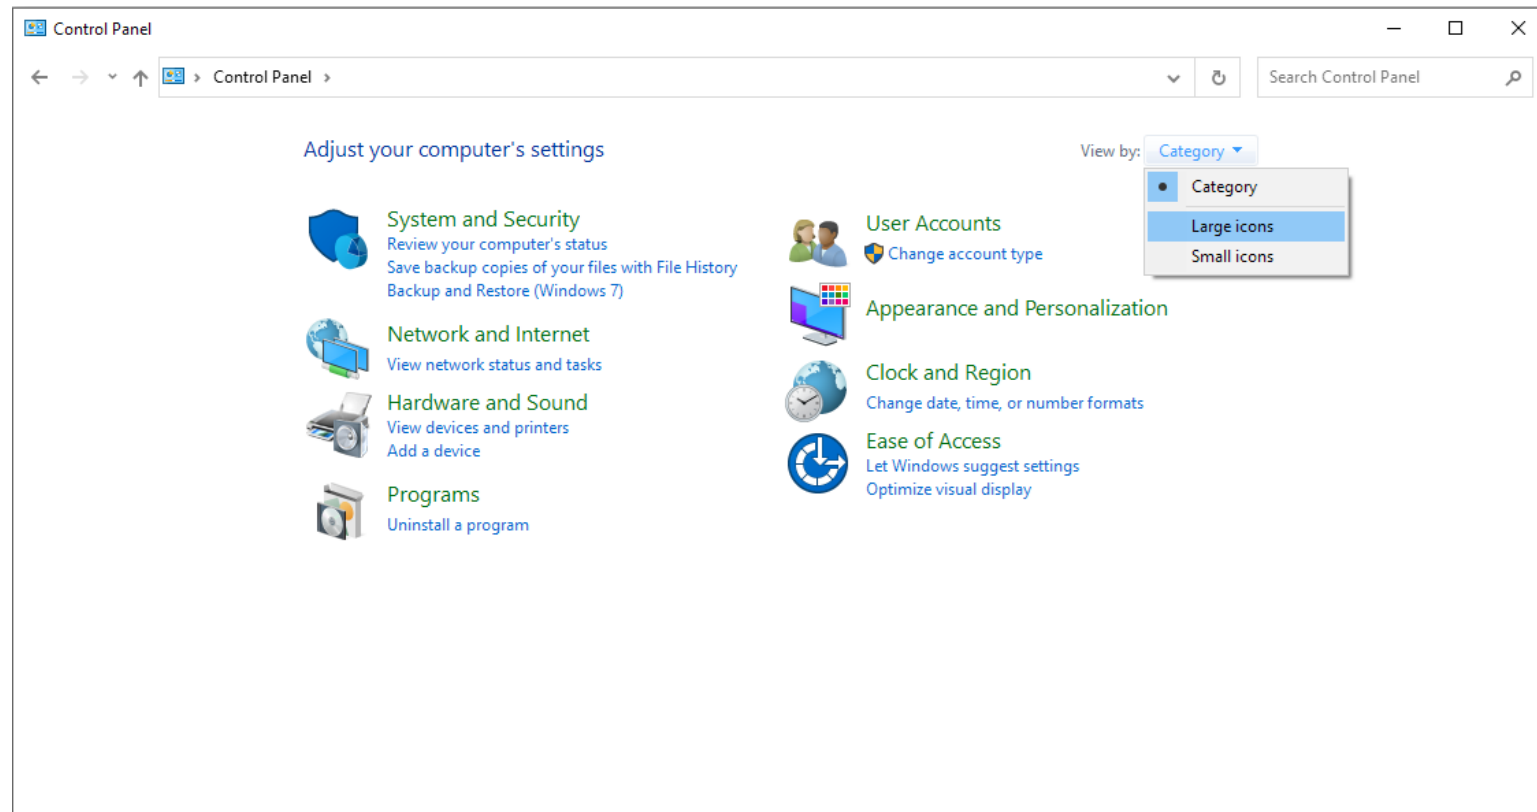 Control Panel
Control Panel
Search Control Panel
Adjust your computer's settings
View by: Category
Category
Large icons
Small icons
System and Security
Review your computer's status
Save backup copies of your files with File History
Backup and Restore (Windows 7)
Network and Internet
View network status and tasks
Hardware and Sound
View devices and printers
Add a device
Programs
Uninstall a program
User Accounts
Change account type
Appearance and Personalization
Clock and Region
Change date, time, or number formats
Ease of Access
Let Windows suggest settings
Optimize visual display